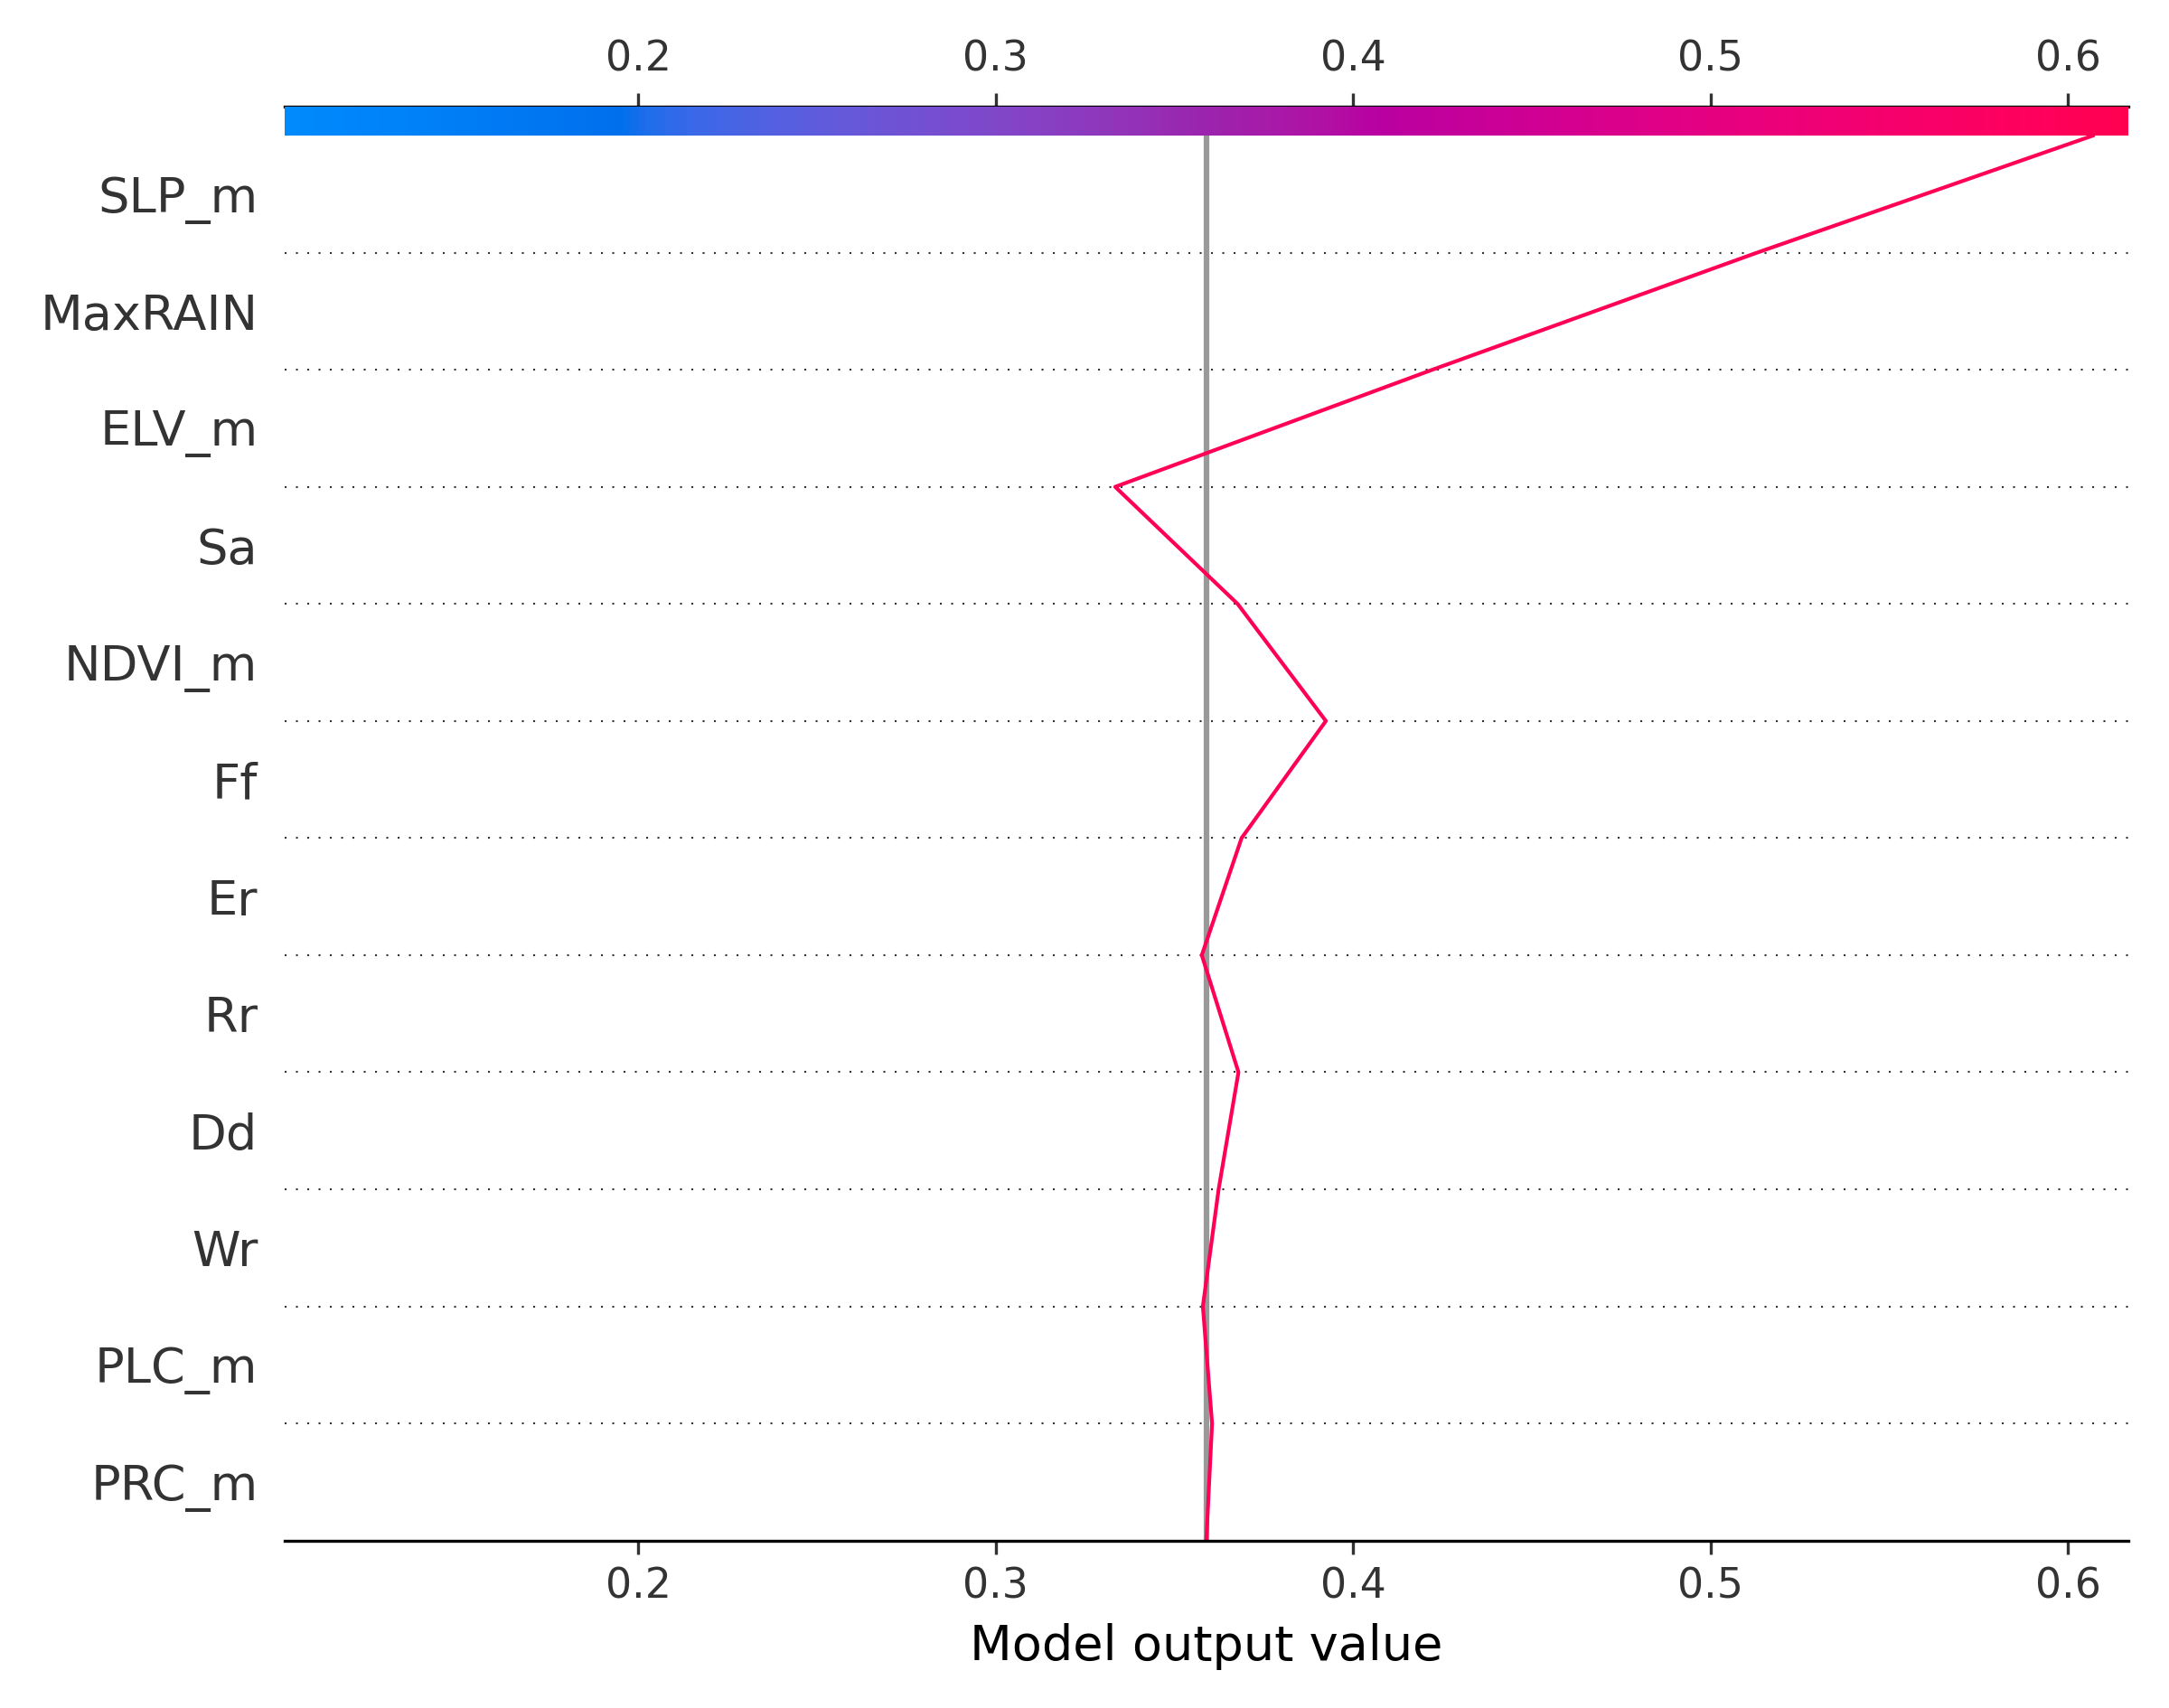 0.2 0.3 0.4 0.5 0.6
SLP_m
MaxRAIN
ELV_m
Sa
NDVI_m
Ff
Er
Rr
Dd
Wr
PLC_m
PRC_m
0.2 0.3 0.4 0.5 0.6
Model output value